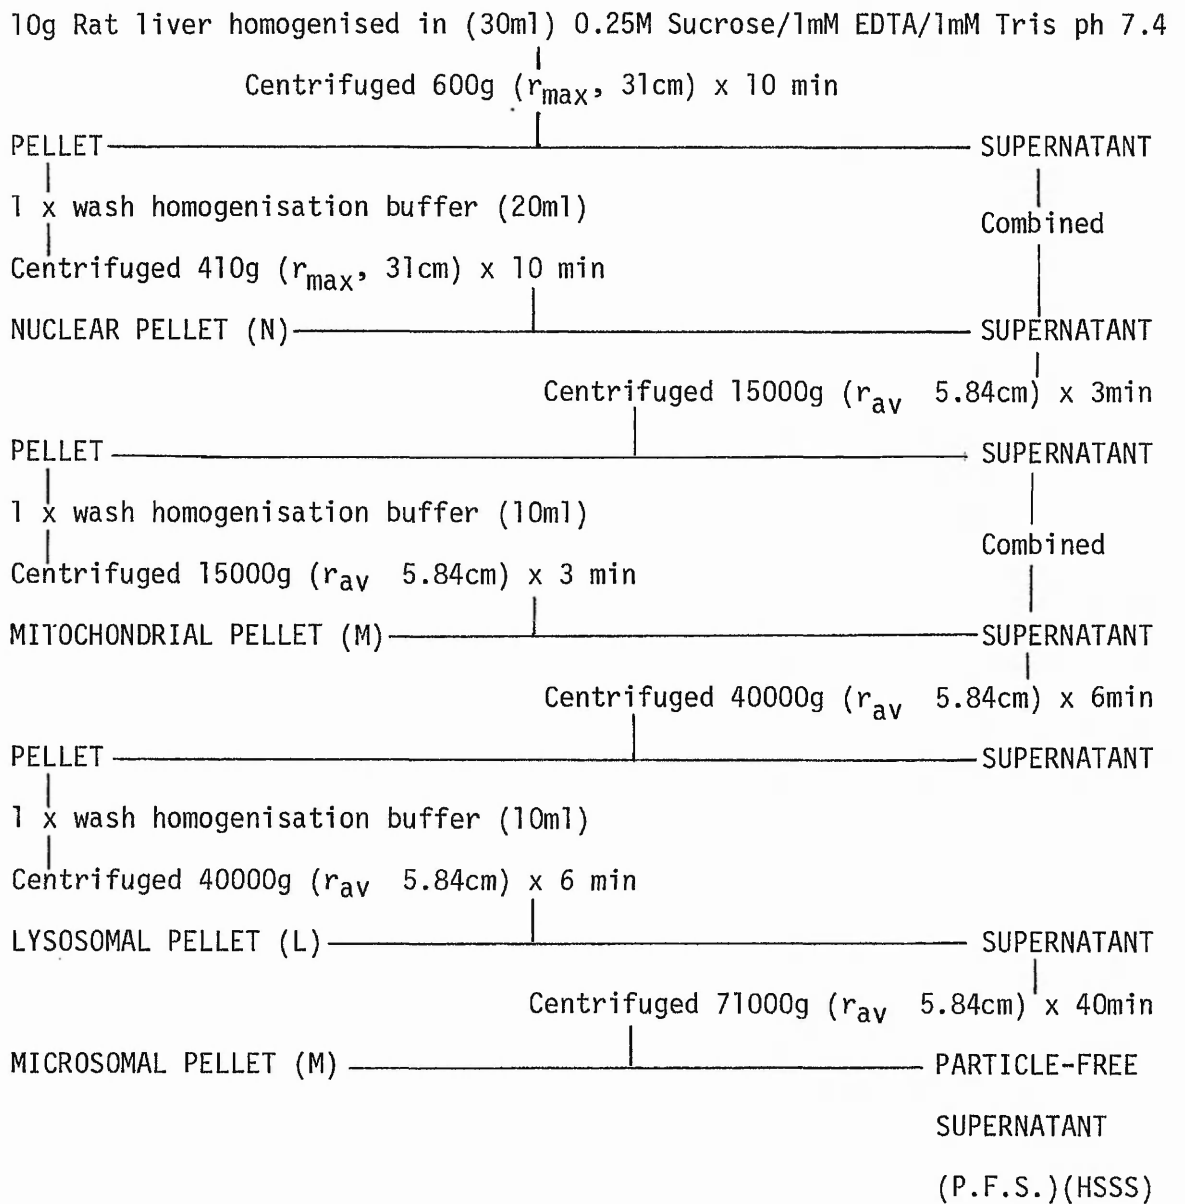 10g Rat liver homogenised in (30ml) 0.25M Sucrose/1mM EDTA/1mM Tris ph 7.4
Centrifuged 600g (rmax, 31cm) x 10 min
PELLET SUPERNATANT
1 x wash homogenisation buffer (20ml)
Combined
Centrifuged 410g (rmax, 31cm) x 10 min
NUCLEAR PELLET (N) SUPERNATANT
Centrifuged 15000g (rav 5.84cm) x 3min
PELLET SUPERNATANT
1 x wash homogenisation buffer (10ml)
Combined
Centrifuged 15000g (rav 5.84cm) x 3 min
MITOCHONDRIAL PELLET (M) SUPERNATANT
Centrifuged 40000g (rav 5.84cm) x 6min
PELLET SUPERNATANT
1 x wash homogenisation buffer (10ml)
Centrifuged 40000g (rav 5.84cm) x 6 min
LYSOSOMAL PELLET (L) SUPERNATANT
Centrifuged 71000g (rav 5.84cm) x 40min
MICROSOMAL PELLET (M) PARTICLE-FREE
SUPERNATANT
(P.F.S.)(HSSS)